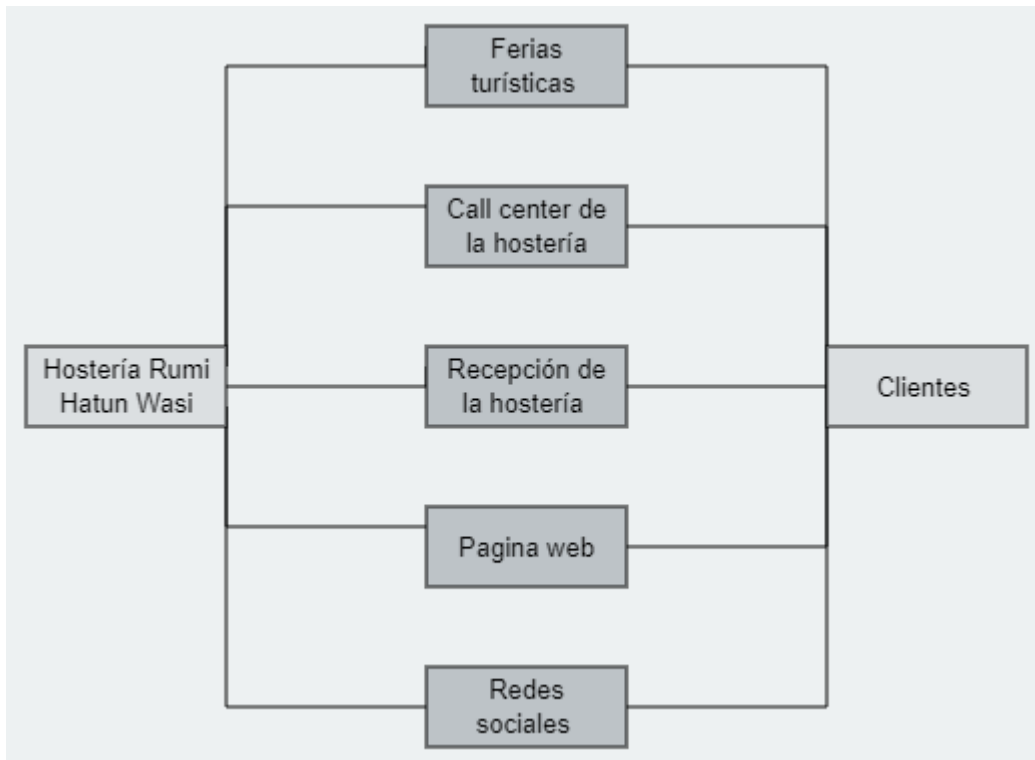 Ferias
turísticas
Call center de
la hostería
Hostería Rumi
Hatun Wasi
Recepción de
la hostería
Clientes
Pagina web
Redes
sociales